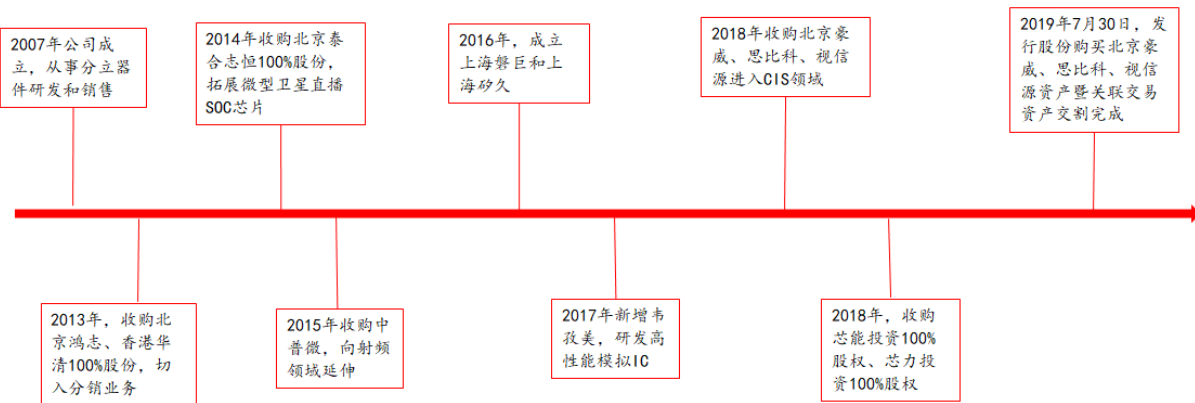 2007年公司成
立，从事分立器
件研发和销售
2014年收购北京泰
合志恒100%股份，
拓展微型卫星直播
SOC芯片
2016年，成立
上海磐巨和上
海矽久
2018年收购北京豪
威、思比科、视信
源进入CIS领域
2019年7月30日，发
行股份购买北京豪
威、思比科、视信
源资产暨关联交易
资产交割完成
2013年，收购北
京鸿志、香港华
清100%股份，切
入分销业务
2015年收购中
普微，向射频
领域延伸
2017年新增韦
孜美，研发高
性能模拟IC
2018年，收购
芯能投资100%
股权、芯力投
资100%股权